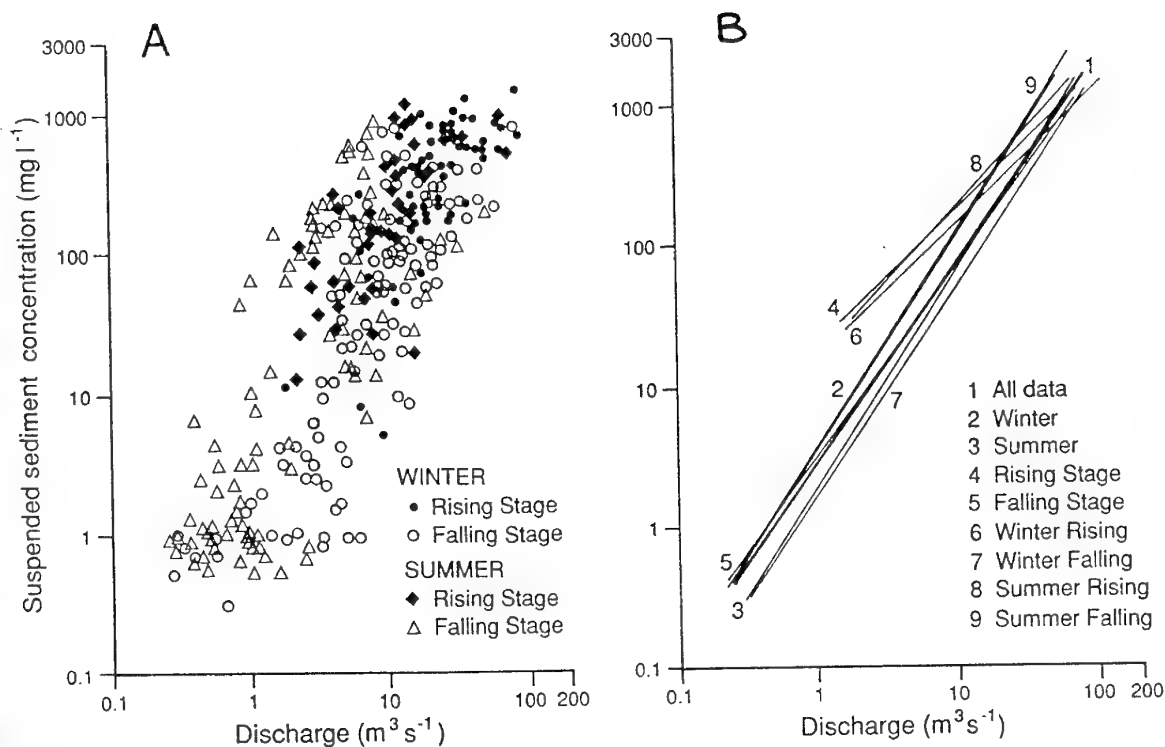 A
3000
1000
100
10
1
0.1
Suspended sediment concentration (mg l⁻¹)
WINTER
Rising Stage
Falling Stage
SUMMER
Rising Stage
Falling Stage
0.1
1
10
100
200
Discharge (m³ s⁻¹)
B
3000
1000
100
10
1
0.1
9
1
8
4
6
2
7
5
3
1 All data
2 Winter
3 Summer
4 Rising Stage
5 Falling Stage
6 Winter Rising
7 Winter Falling
8 Summer Rising
9 Summer Falling
0.1
1
10
100
200
Discharge (m³ s⁻¹)